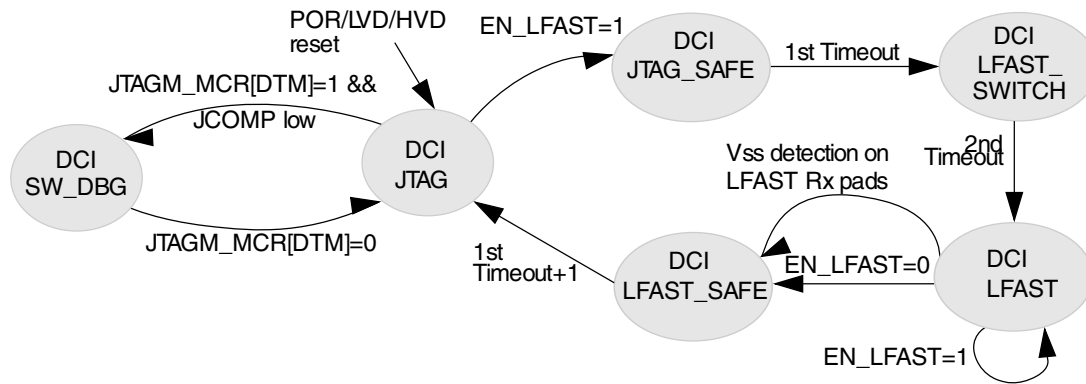 POR/LVD/HVD
reset
EN_LFAST=1
DCI
JTAG_SAFE
1st Timeout
DCI
LFAST_
SWITCH
JTAGM_MCR[DTM]=1 &&
JCOMP low
DCI
SW_DBG
DCI
JTAG
JTAGM_MCR[DTM]=0
2nd
Timeout
Vss detection on
LFAST Rx pads
1st
Timeout+1
DCI
LFAST_SAFE
EN_LFAST=0
DCI
LFAST
EN_LFAST=1